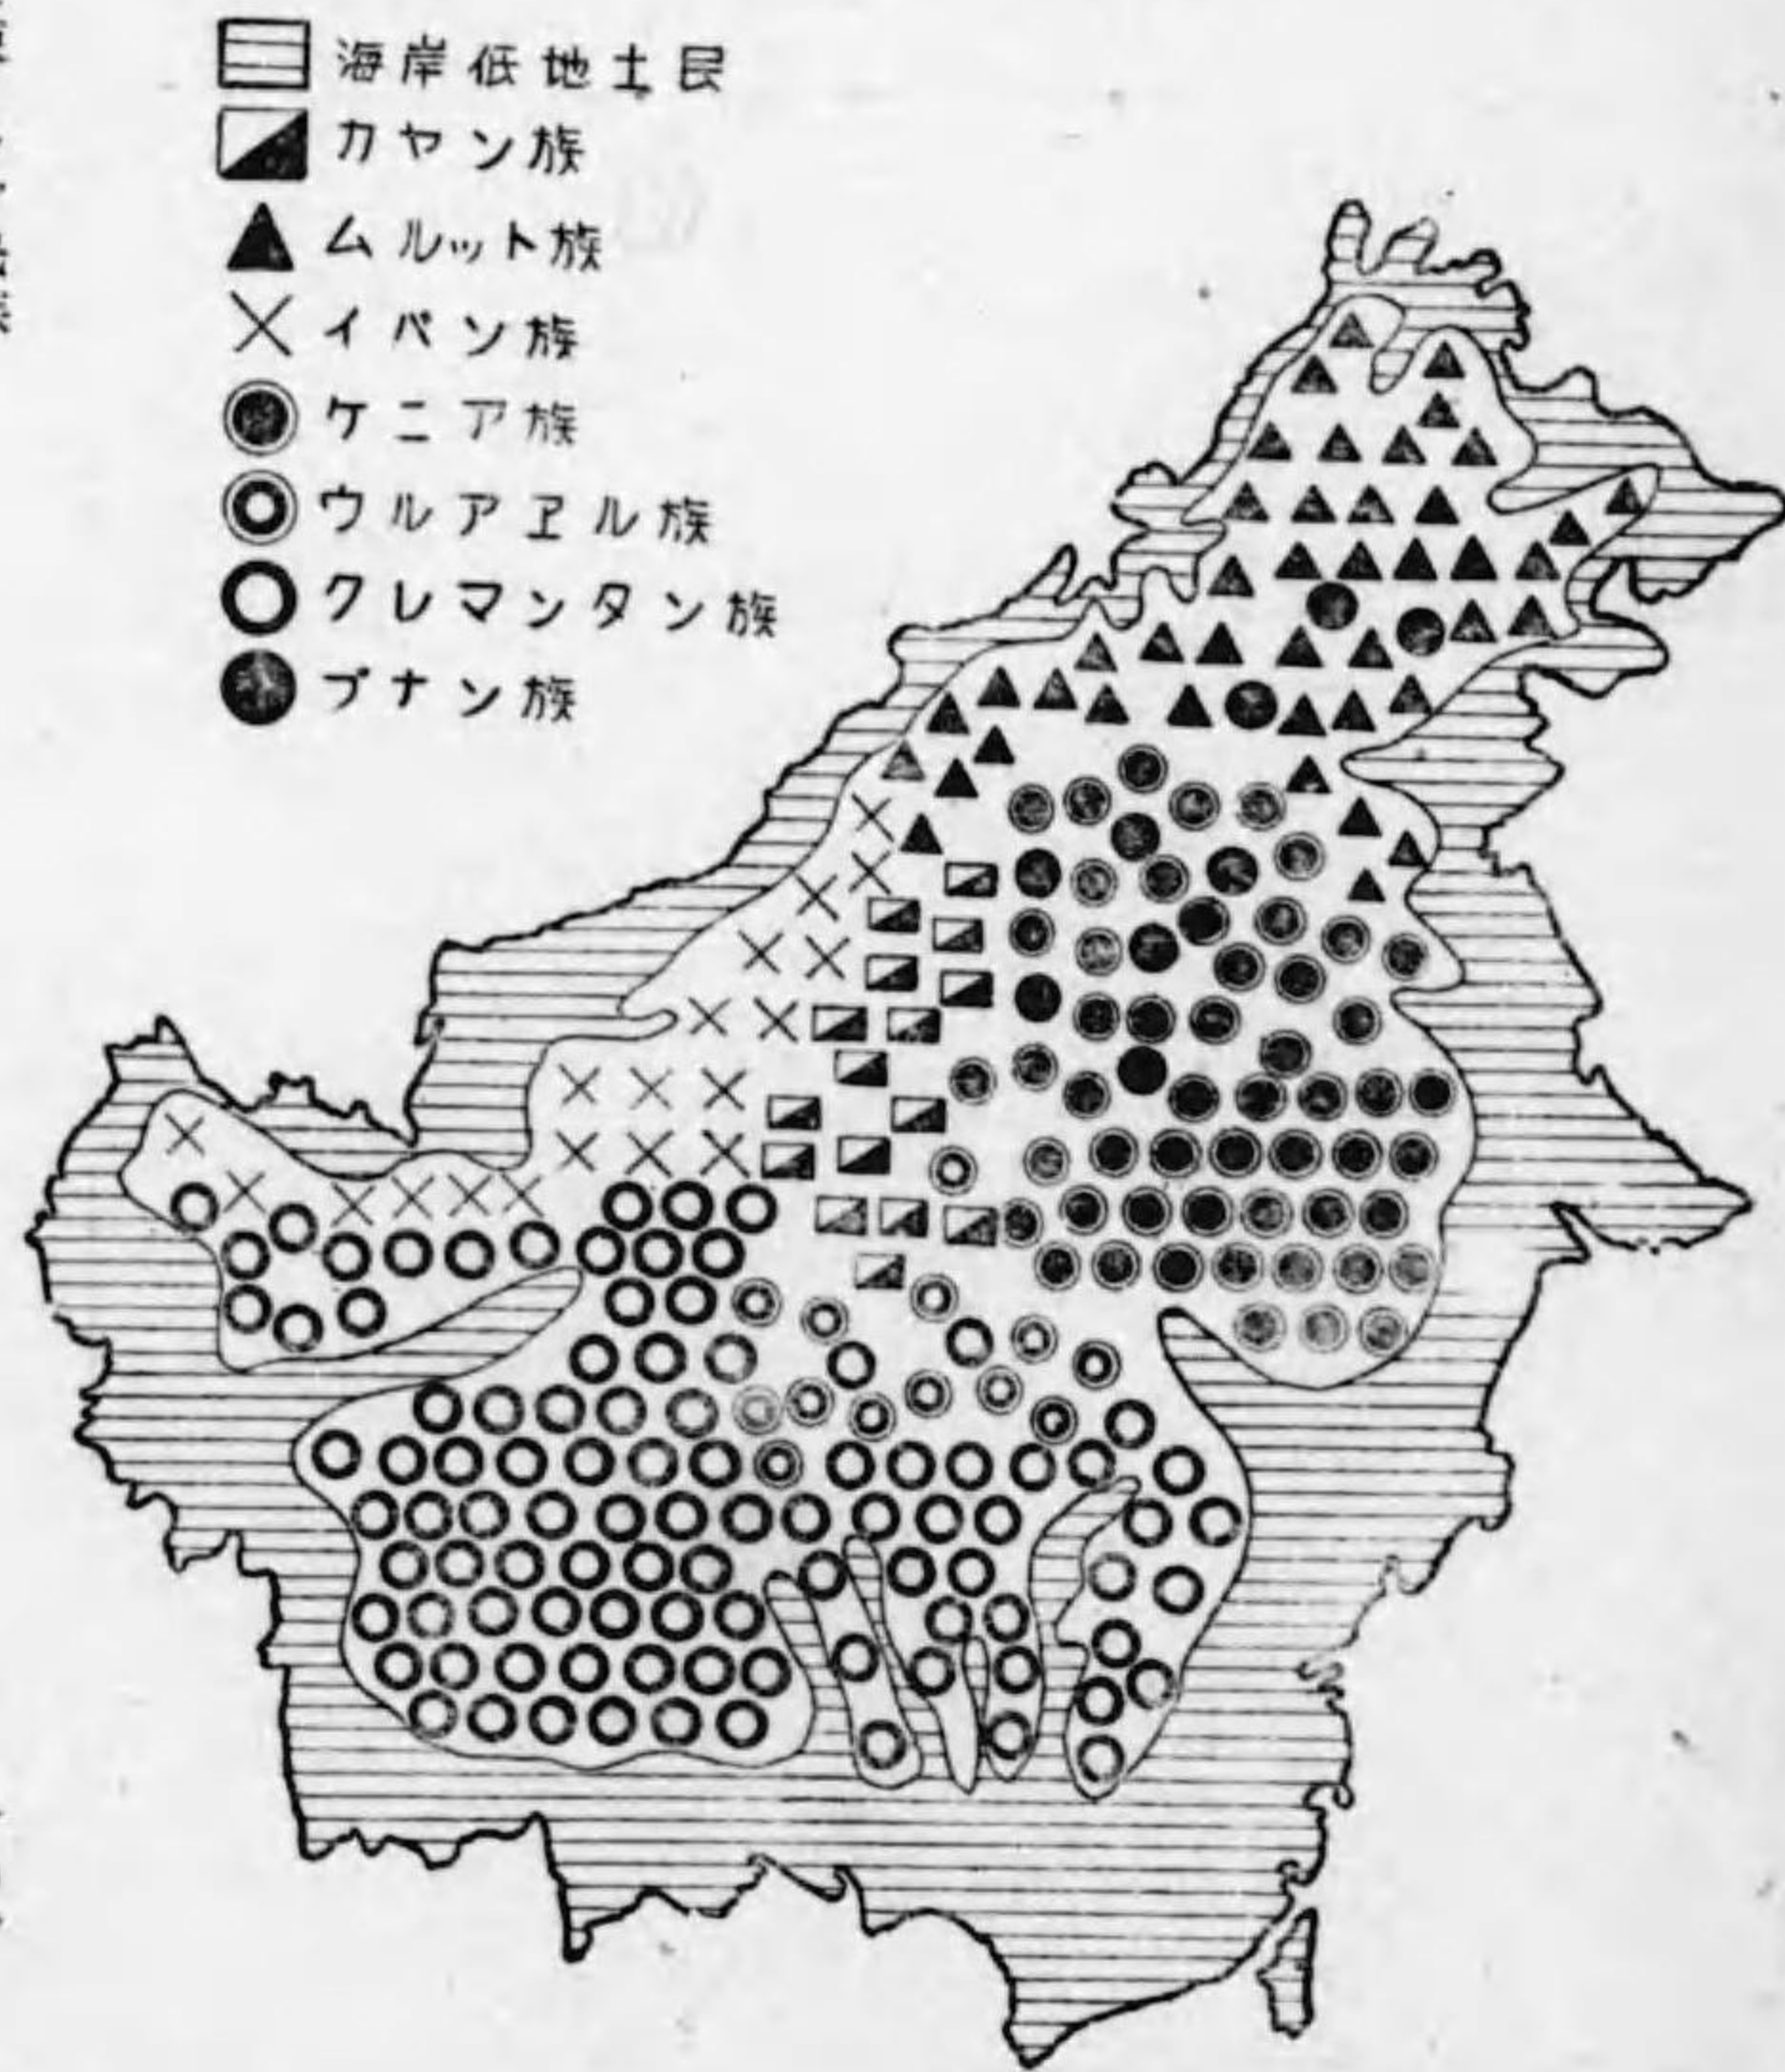 海岸低地土民
カヤン族
ムルット族
イバン族
ケニア族
ウルアヱル族
クレマンタン族
プナン族